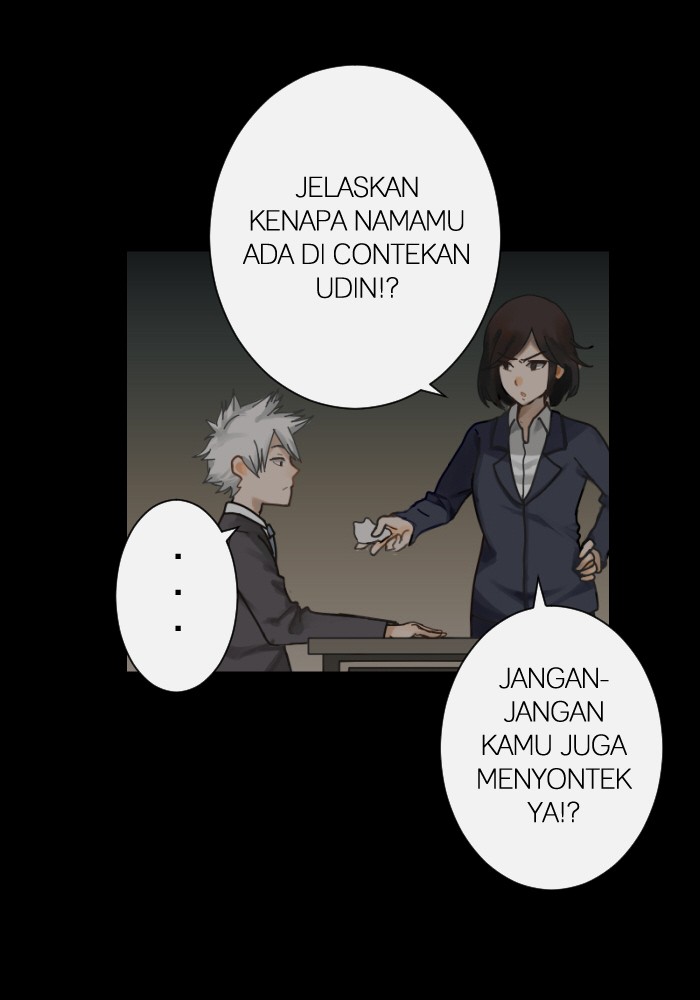 JELASKAN
KENAPA NAMAMU
ADA DI CONTEKAN
UDIN!?
...
JANGAN-
JANGAN
KAMU JUGA
MENYONTEK
YA!?